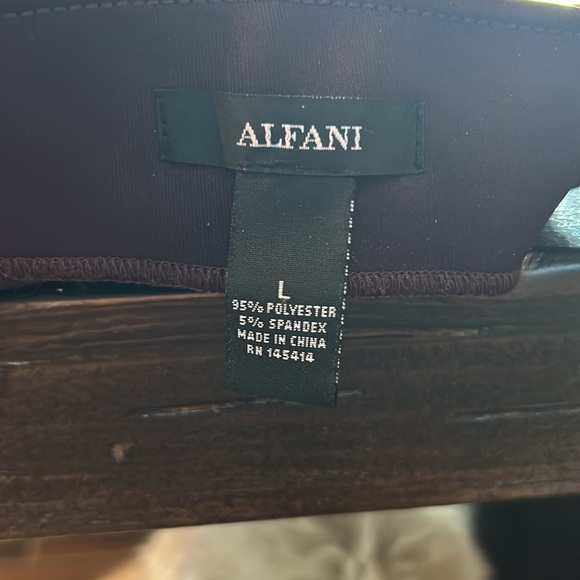 ALFANI
L
95% POLYESTER
5% SPANDEX
MADE IN CHINA
RN 145414